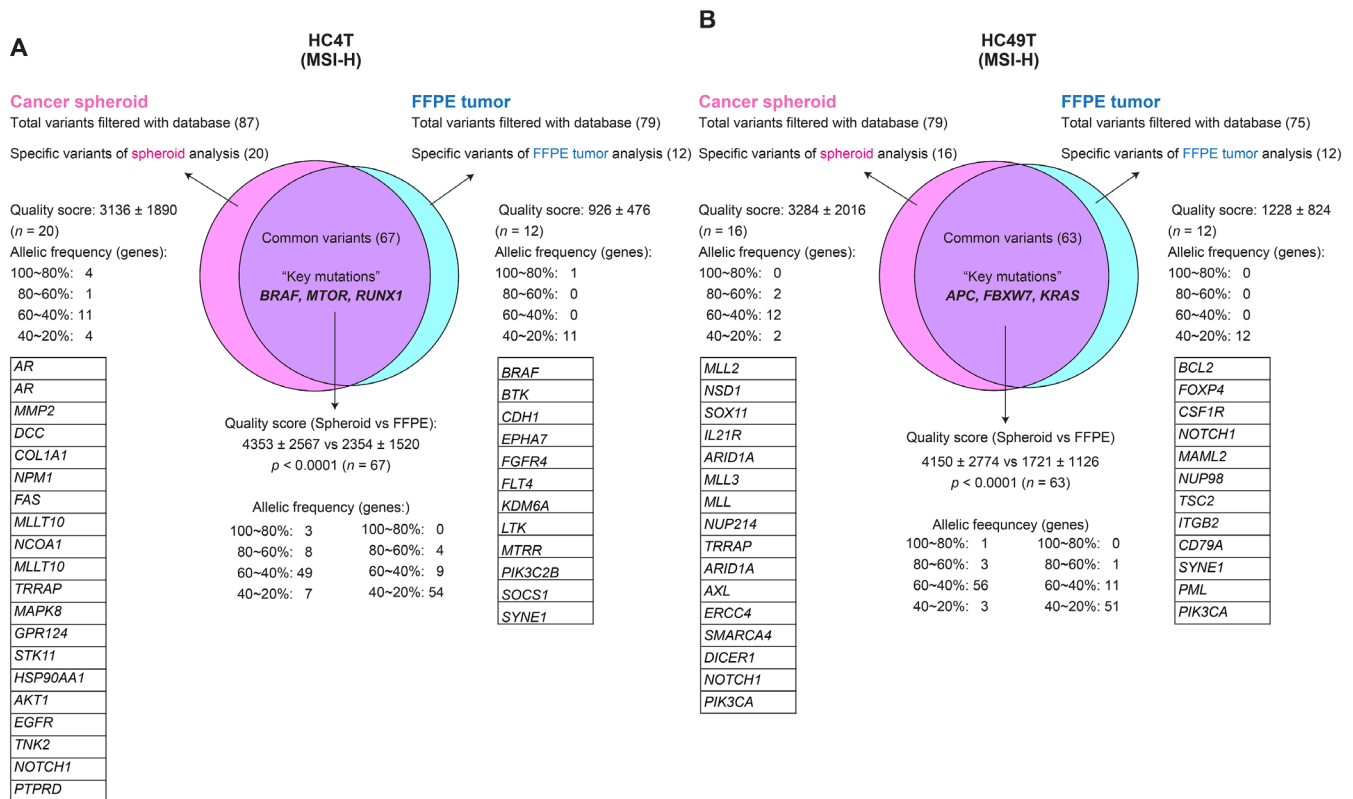 A
HC4T
(MSI-H)
Cancer spheroid
Total variants filtered with database (87)
Specific variants of spheroid analysis (20)
FFPE tumor
Total variants filtered with database (79)
Specific variants of FFPE tumor analysis (12)
Quality socre: 3136 ± 1890
(n = 20)
Allelic frequency (genes):
100~80%: 4
80~60%: 1
60~40%: 11
40~20%: 4
AR
AR
MMP2
DCC
COL1A1
NPM1
FAS
MLLT10
NCOA1
MLLT10
TRRAP
MAPK8
GPR124
STK11
HSP90AA1
AKT1
EGFR
TNK2
NOTCH1
PTPRD
Common variants (67)
“Key mutations”
BRAF, MTOR, RUNX1
Quality score (Spheroid vs FFPE):
4353 ± 2567 vs 2354 ± 1520
p < 0.0001 (n = 67)
Allelic frequency (genes:)
100~80%: 3 100~80%: 0
80~60%: 8 80~60%: 4
60~40%: 49 60~40%: 9
40~20%: 7 40~20%: 54
Quality score: 926 ± 476
(n = 12)
Allelic frequency (genes):
100~80%: 1
80~60%: 0
60~40%: 0
40~20%: 11
BRAF
BTK
CDH1
EPHA7
FGFR4
FLT4
KDM6A
LTK
MTRR
PIK3C2B
SOCS1
SYNE1
B
HC49T
(MSI-H)
Cancer spheroid
Total variants filtered with database (79)
Specific variants of spheroid analysis (16)
FFPE tumor
Total variants filtered with database (75)
Specific variants of FFPE tumor analysis (12)
Quality score: 3284 ± 2016
(n = 16)
Allelic frequency (genes):
100~80%: 0
80~60%: 2
60~40%: 12
40~20%: 2
MLL2
NSD1
SOX11
IL21R
ARID1A
MLL3
MLL
NUP214
TRRAP
ARID1A
AXL
ERCC4
SMARCA4
DICER1
NOTCH1
PIK3CA
Common variants (63)
“Key mutations”
APC, FBXW7, KRAS
Quality score (Spheroid vs FFPE)
4150 ± 2774 vs 1721 ± 1126
p < 0.0001 (n = 63)
Allelic feequncey (genes)
100~80%: 1 100~80%: 0
80~60%: 3 80~60%: 1
60~40%: 56 60~40%: 11
40~20%: 3 40~20%: 51
Quality score: 1228 ± 824
(n = 12)
Allelic frequency (genes):
100~80%: 0
80~60%: 0
60~40%: 0
40~20%: 12
BCL2
FOXP4
CSF1R
NOTCH1
MAML2
NUP98
TSC2
ITGB2
CD79A
SYNE1
PML
PIK3CA